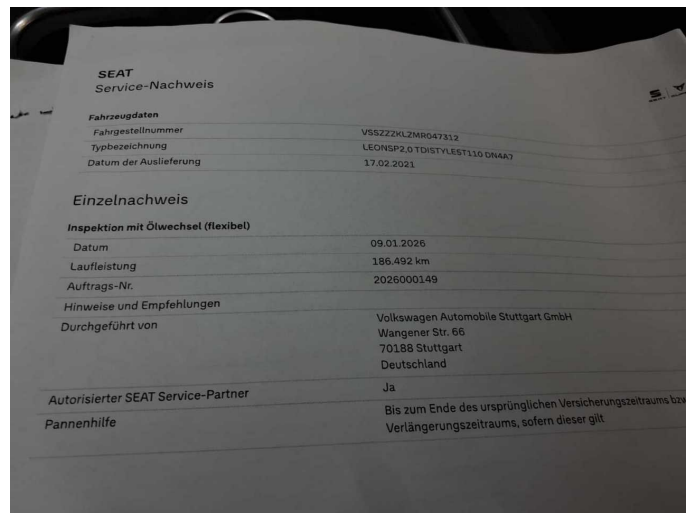 SEAT
Service-Nachweis
SEAT
Fahrzeugdaten
Fahrgestellnummer VSSZZZKLZMR047312
Typbezeichnung LEONSP2,0 TDISTYLEST110 DN4A7
Datum der Auslieferung 17.02.2021
Einzelnachweis
Inspektion mit Ölwechsel (flexibel)
Datum 09.01.2026
Laufleistung 186.492 km
Auftrags-Nr. 2026000149
Hinweise und Empfehlungen
Durchgeführt von Volkswagen Automobile Stuttgart GmbH
Wangener Str. 66
70188 Stuttgart
Deutschland
Autorisierter SEAT Service-Partner Ja
Pannenhilfe Bis zum Ende des ursprünglichen Versicherungszeitraums bzw
Verlängerungszeitraums, sofern dieser gilt